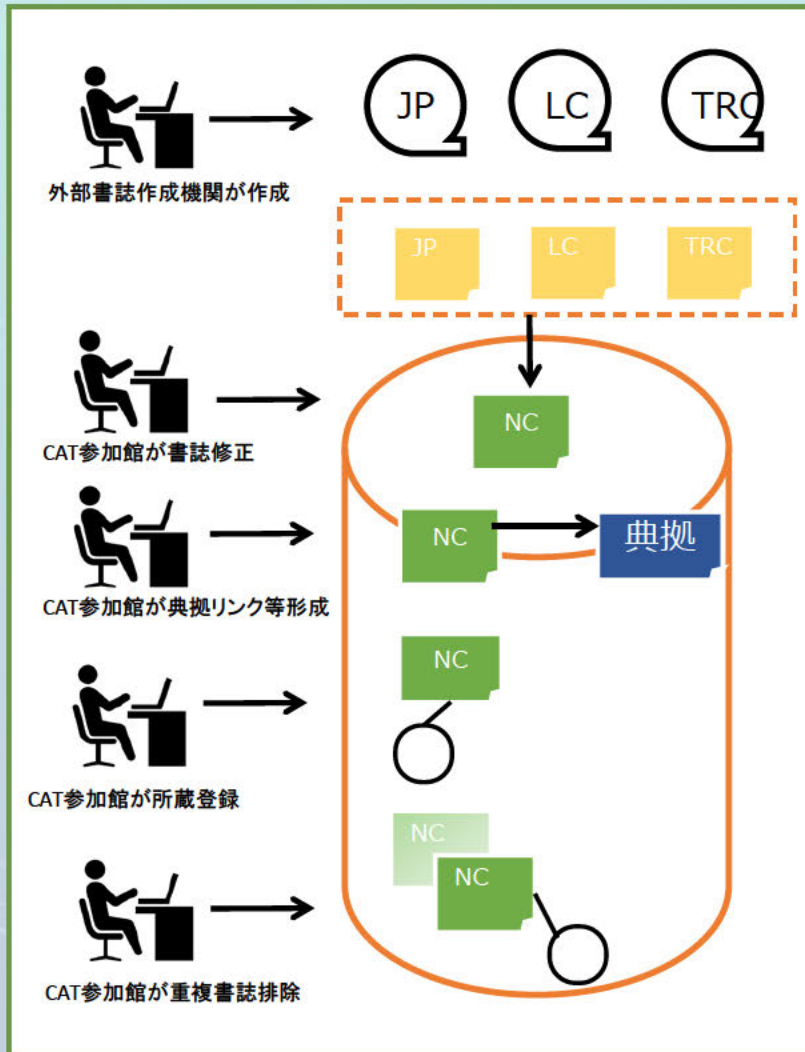 JP
LC
TRC
外部書誌作成機関が作成
JP
LC
TRC
NC
CAT参加館が書誌修正
NC
典拠
CAT参加館が典拠リンク等形成
NC
CAT参加館が所蔵登録
NC
NC
CAT参加館が重複書誌排除